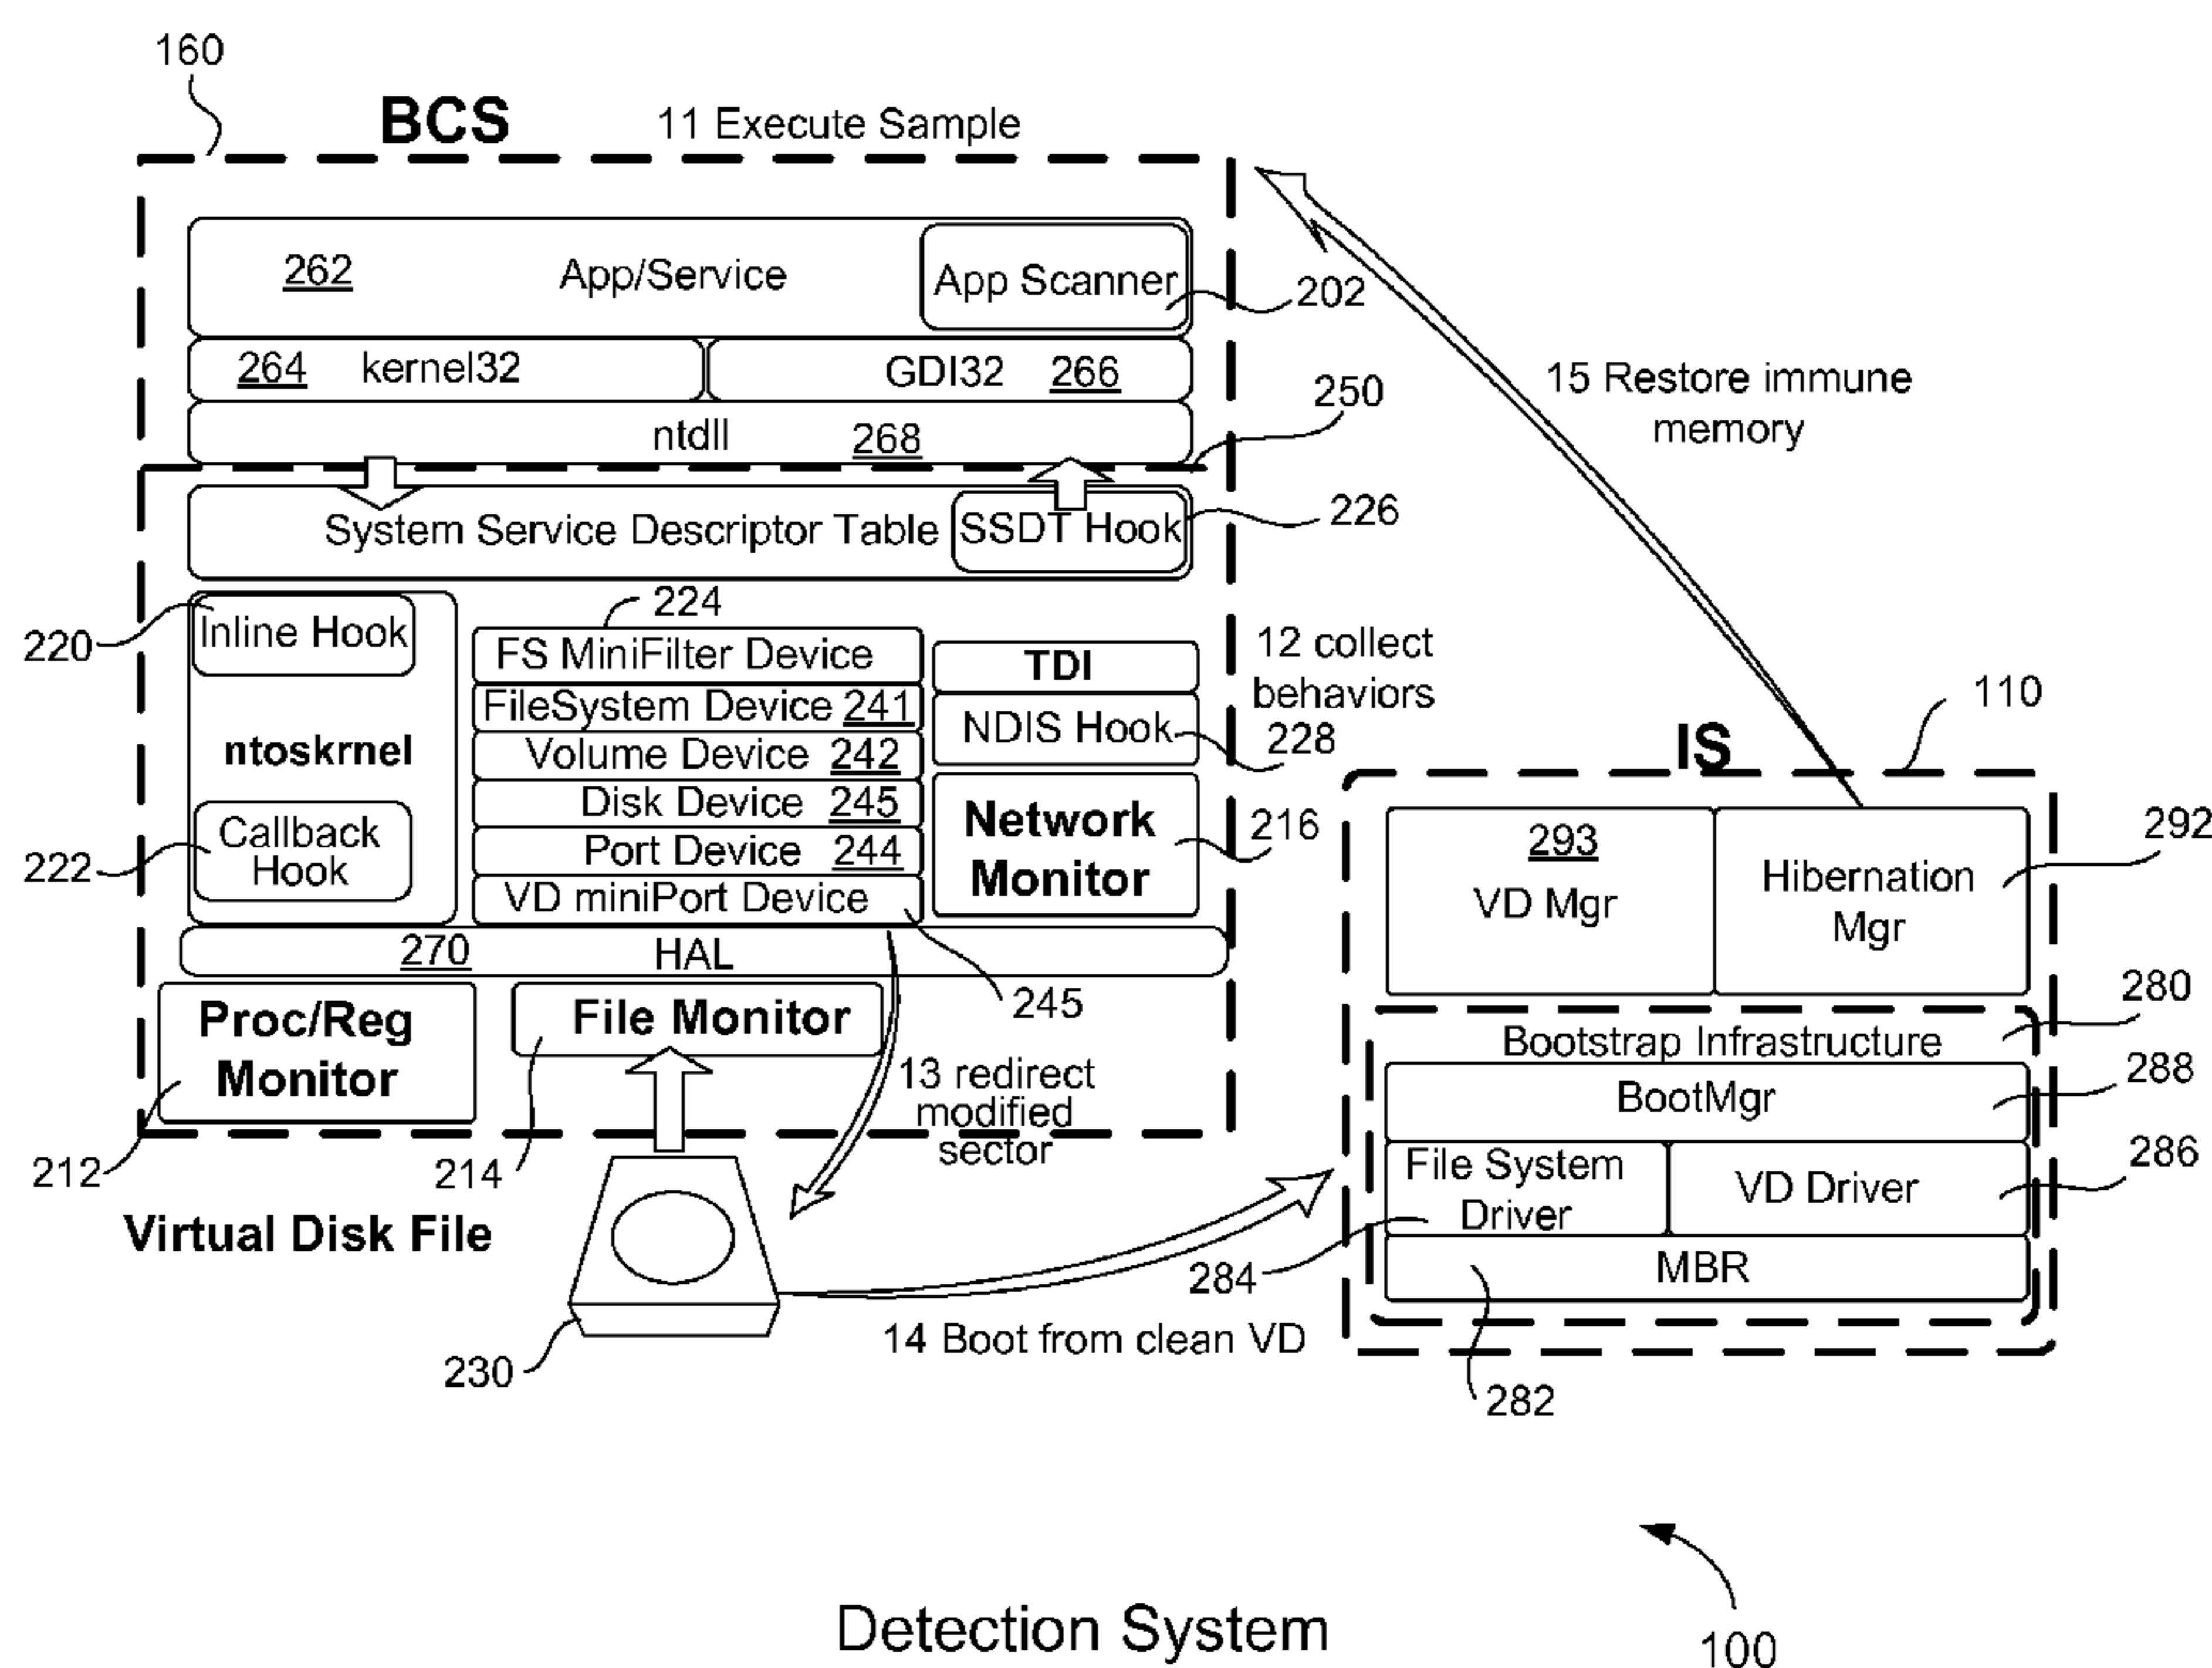 160
BCS
11 Execute Sample
262
App/Service
App Scanner
202
264 kernel32
GDI32 266
250
ntdll 268
15 Restore immune
memory
System Service Descriptor Table
SSDT Hook
226
220
Inline Hook
ntoskrnel
222
Callback
Hook
224
FS MiniFilter Device
FileSystem Device 241
Volume Device 242
Disk Device 245
Port Device 244
VD miniPort Device
TDI
NDIS Hook
12 collect
behaviors
228
Network
Monitor
216
270 HAL
245
Proc/Reg
Monitor
212
File Monitor
214
13 redirect
modified
sector
Virtual Disk File
230
14 Boot from clean VD
IS
110
293
VD Mgr
Hibernation
Mgr
292
280
Bootstrap Infrastructure
BootMgr
288
File System
Driver
VD Driver
286
284
MBR
282
Detection System
100